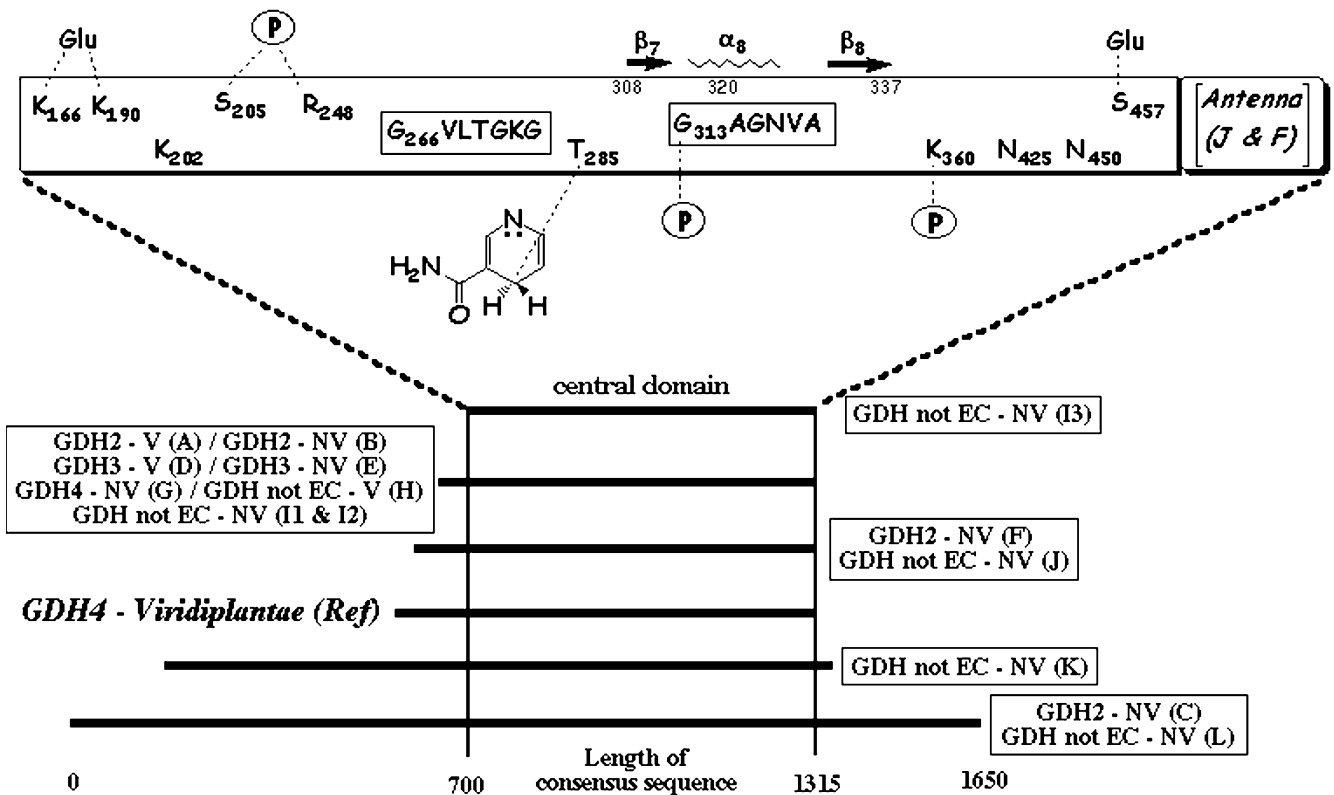 Glu P β7 α8 β8 Glu
308 320 337
K166 K190 S205 R248 S457 [Antenna
G266VLTGKG G313AGNVA (J & F)]
K202 T285 K360 N425 N450
P P
N
H2N
O H H
central domain
GDH not EC - NV (I3)
GDH2 - V (A) / GDH2 - NV (B)
GDH3 - V (D) / GDH3 - NV (E)
GDH4 - NV (G) / GDH not EC - V (H)
GDH not EC - NV (I1 & I2)
GDH2 - NV (F)
GDH not EC - NV (J)
GDH4 - Viridiplantae (Ref)
GDH not EC - NV (K)
GDH2 - NV (C)
GDH not EC - NV (L)
Length of
consensus sequence
0 700 1315 1650